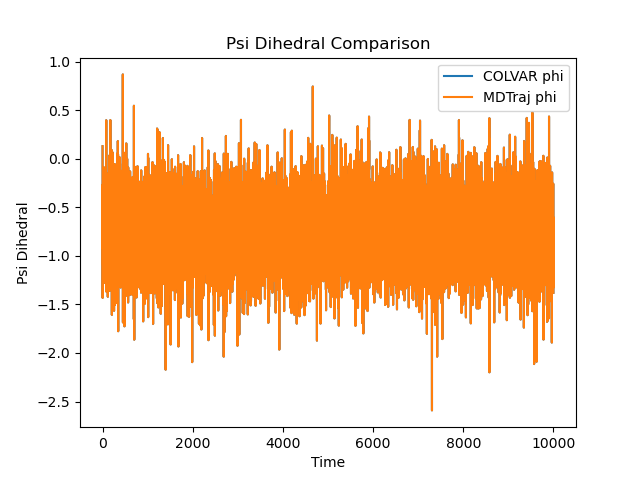 Psi Dihedral Comparison
COLVAR phi
MDTraj phi
1.0
0.5
0.0
−0.5
−1.0
−1.5
−2.0
−2.5
Psi Dihedral
0 2000 4000 6000 8000 10000
Time